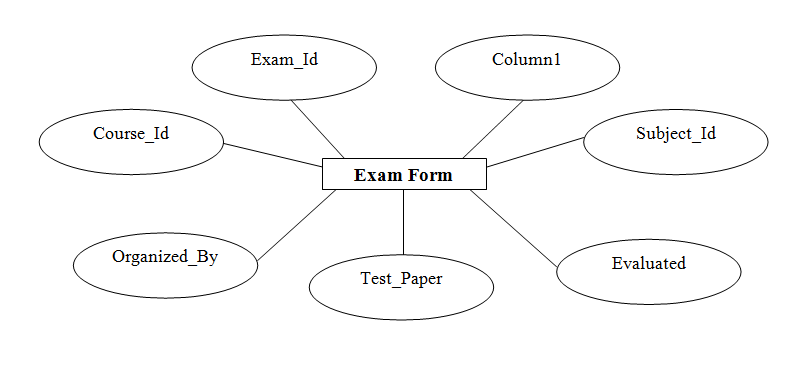 Exam_Id
Column1
Course_Id
Subject_Id
Exam Form
Organized_By
Test_Paper
Evaluated